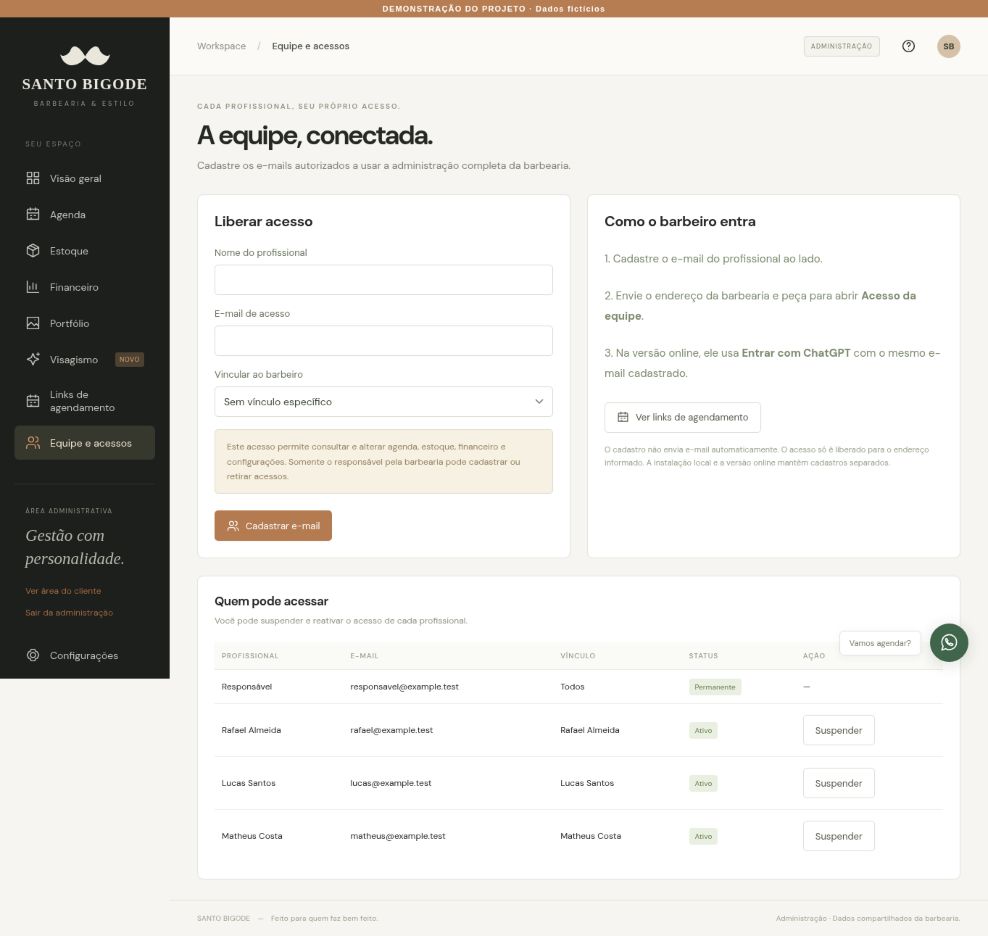 DEMONSTRAÇÃO DO PROJETO · Dados fictícios
SANTO BIGODE
BARBEARIA & ESTILO
SEU ESPAÇO
Visão geral
Agenda
Estoque
Financeiro
Portfólio
Visagismo NOVO
Links de
agendamento
Equipe e acessos
ÁREA ADMINISTRATIVA
Gestão com
personalidade.
Ver área do cliente
Sair da administração
Configurações
Workspace / Equipe e acessos
ADMINISTRAÇÃO
SB
CADA PROFISSIONAL, SEU PRÓPRIO ACESSO.
A equipe, conectada.
Cadastre os e-mails autorizados a usar a administração completa da barbearia.
Liberar acesso
Nome do profissional
E-mail de acesso
Vincular ao barbeiro
Sem vínculo específico
Este acesso permite consultar e alterar agenda, estoque, financeiro e
configurações. Somente o responsável pela barbearia pode cadastrar ou
retirar acessos.
Cadastrar e-mail
Como o barbeiro entra
1. Cadastre o e-mail do profissional ao lado.
2. Envie o endereço da barbearia e peça para abrir Acesso da
equipe.
3. Na versão online, ele usa Entrar com ChatGPT com o mesmo e-
mail cadastrado.
Ver links de agendamento
O cadastro não envia e-mail automaticamente. O acesso só é liberado para o endereço
informado. A instalação local e a versão online mantêm cadastros separados.
Quem pode acessar
Você pode suspender e reativar o acesso de cada profissional.
Vamos agendar?
PROFISSIONAL E-MAIL VÍNCULO STATUS AÇÃO
Responsável responsavel@example.test Todos Permanente —
Rafael Almeida rafael@example.test Rafael Almeida Ativo Suspender
Lucas Santos lucas@example.test Lucas Santos Ativo Suspender
Matheus Costa matheus@example.test Matheus Costa Ativo Suspender
SANTO BIGODE — Feito para quem faz bem feito.
Administração · Dados compartilhados da barbearia.